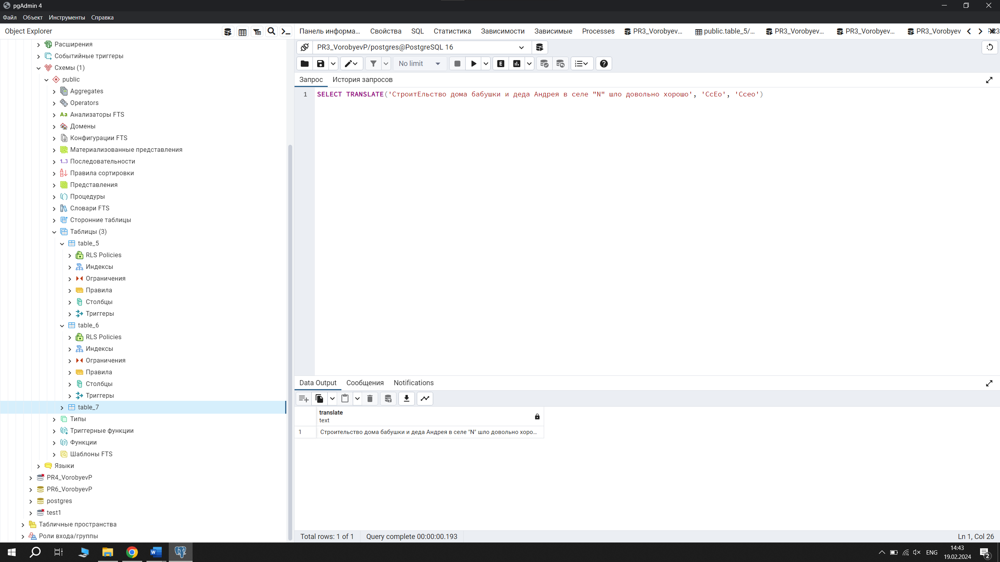 pgAdmin 4
Файл Объект Инструменты Справка
Object Explorer
Панель информа... Свойства SQL Статистика Зависимости Зависимые Processes PR3_Vorobyev... public.table_5/... PR3_Vorobyev... PR3_Vorobyev... PR3_Vorobyev
PR3_VorobyevP/postgres@PostgreSQL 16
No limit
Запрос История запросов
1 SELECT TRANSLATE('СтроитЕльство дома бабушки и деда Андрея в селе "N" шло довольно хорошо', 'СсЕо', 'Ссео')
Расширения
Событийные триггеры
Схемы (1)
public
Aggregates
Operators
Aa Анализаторы FTS
Домены
Конфигурации FTS
Материализованные представления
1..3 Последовательности
Правила сортировки
Представления
Процедуры
Словари FTS
Сторонние таблицы
Таблицы (3)
table_5
RLS Policies
Индексы
Ограничения
Правила
Столбцы
Триггеры
table_6
RLS Policies
Индексы
Ограничения
Правила
Столбцы
Триггеры
table_7
Типы
Триггерные функции
Функции
Шаблоны FTS
Языки
PR4_VorobyevP
PR6_VorobyevP
postgres
test1
Табличные пространства
Роли входа/группы
Data Output Сообщения Notifications
translate
text
1 Строительство дома бабушки и деда Андрея в селе "N" шло довольно хоро...
Total rows: 1 of 1 Query complete 00:00:00.193 Ln 1, Col 26
ENG 14:43
19.02.2024
2